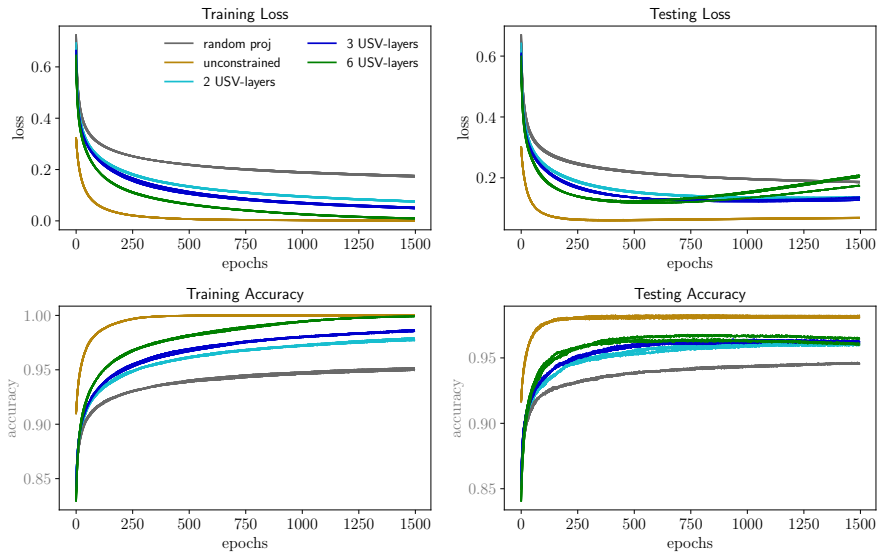 Training Loss
random proj
unconstrained
2 USV-layers
3 USV-layers
6 USV-layers
0.6
0.4
0.2
0.0
loss
0 250 500 750 1000 1250 1500
epochs
Testing Loss
0.6
0.4
0.2
loss
0 250 500 750 1000 1250 1500
epochs
Training Accuracy
1.00
0.95
0.90
0.85
accuracy
0 250 500 750 1000 1250 1500
epochs
Testing Accuracy
0.95
0.90
0.85
accuracy
0 250 500 750 1000 1250 1500
epochs